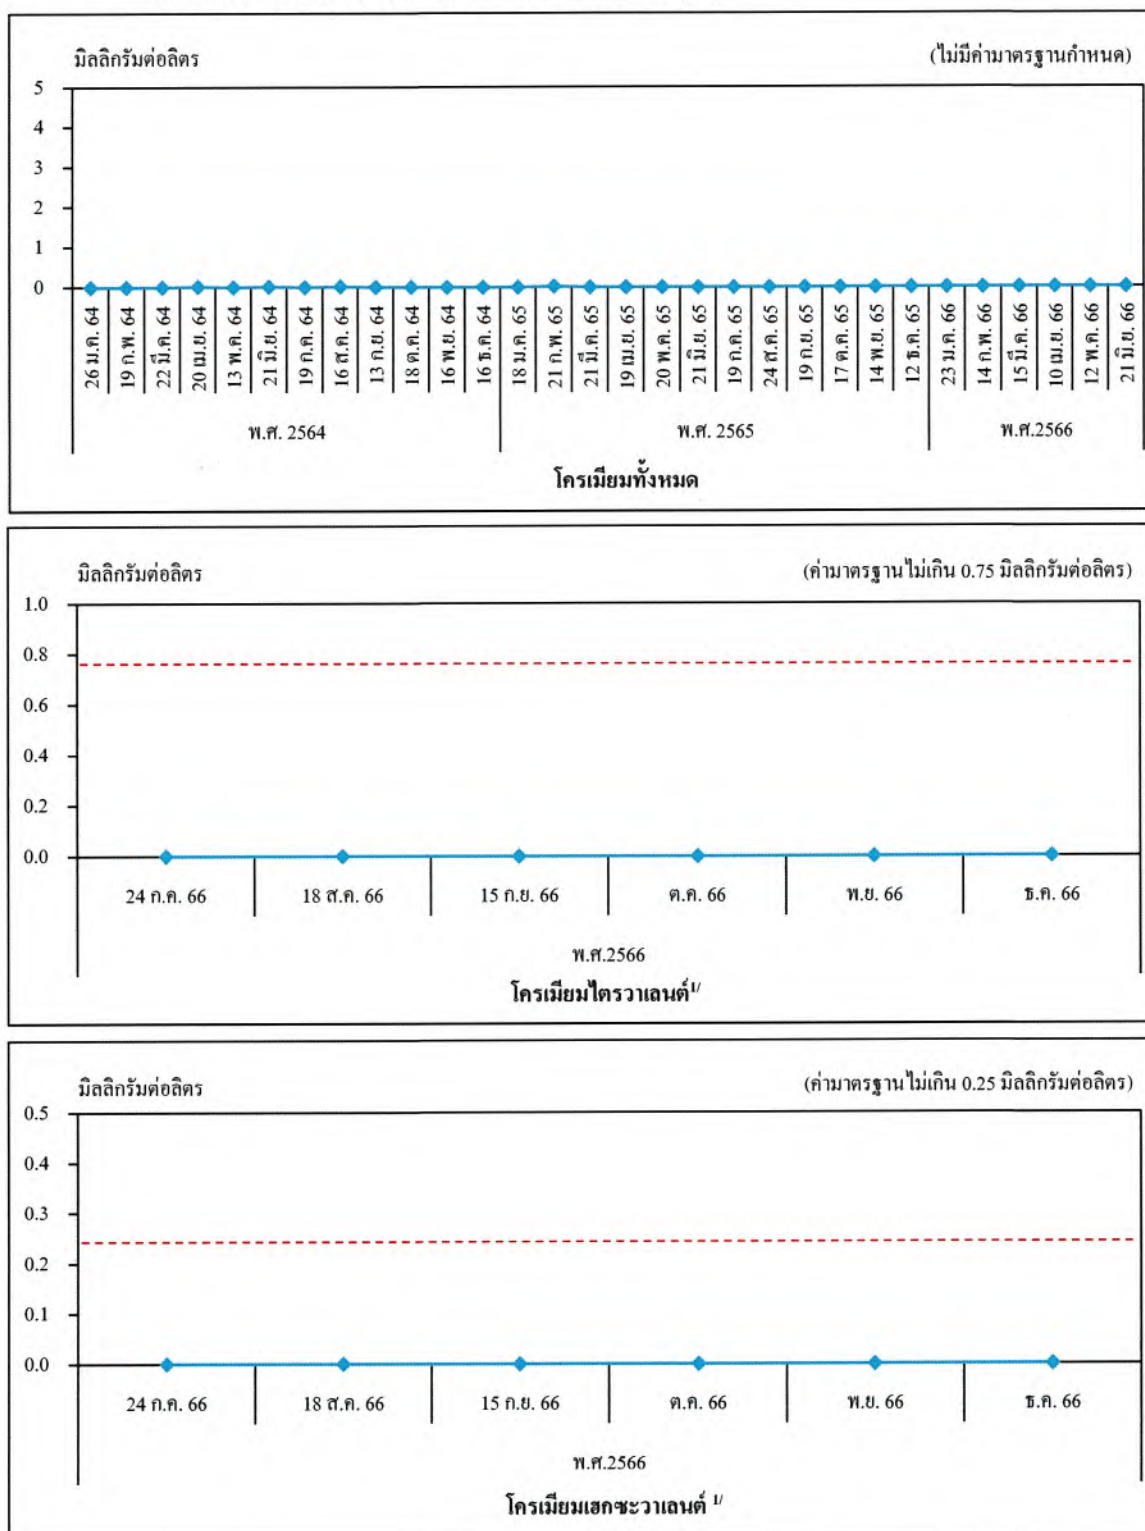 มิลลิกรัมต่อลิตร (ไม่มีค่ามาตรฐานกำหนด)
5
4
3
2
1
0
26 ม.ค. 64
19 ก.พ. 64
22 มี.ค. 64
20 เม.ย. 64
13 พ.ค. 64
21 มิ.ย. 64
19 ก.ค. 64
16 ส.ค. 64
13 ก.ย. 64
18 ต.ค. 64
16 พ.ย. 64
16 ธ.ค. 64
18 ม.ค. 65
21 ก.พ. 65
21 มี.ค. 65
19 เม.ย. 65
20 พ.ค. 65
21 มิ.ย. 65
19 ก.ค. 65
24 ส.ค. 65
19 ก.ย. 65
17 ต.ค. 65
14 พ.ย. 65
12 ธ.ค. 65
23 ม.ค. 66
14 ก.พ. 66
15 มี.ค. 66
10 เม.ย. 66
12 พ.ค. 66
21 มิ.ย. 66
พ.ศ. 2564 พ.ศ. 2565 พ.ศ.2566
โครเมียมทั้งหมด
มิลลิกรัมต่อลิตร (ค่ามาตรฐานไม่เกิน 0.75 มิลลิกรัมต่อลิตร)
1.0
0.8
0.6
0.4
0.2
0.0
24 ก.ค. 66 18 ส.ค. 66 15 ก.ย. 66 ต.ค. 66 พ.ย. 66 ธ.ค. 66
พ.ศ.2566
โครเมียมไตรวาเลนต์1/
มิลลิกรัมต่อลิตร (ค่ามาตรฐานไม่เกิน 0.25 มิลลิกรัมต่อลิตร)
0.5
0.4
0.3
0.2
0.1
0.0
24 ก.ค. 66 18 ส.ค. 66 15 ก.ย. 66 ต.ค. 66 พ.ย. 66 ธ.ค. 66
พ.ศ.2566
โครเมียมเฮกซะวาเลนต์ 1/